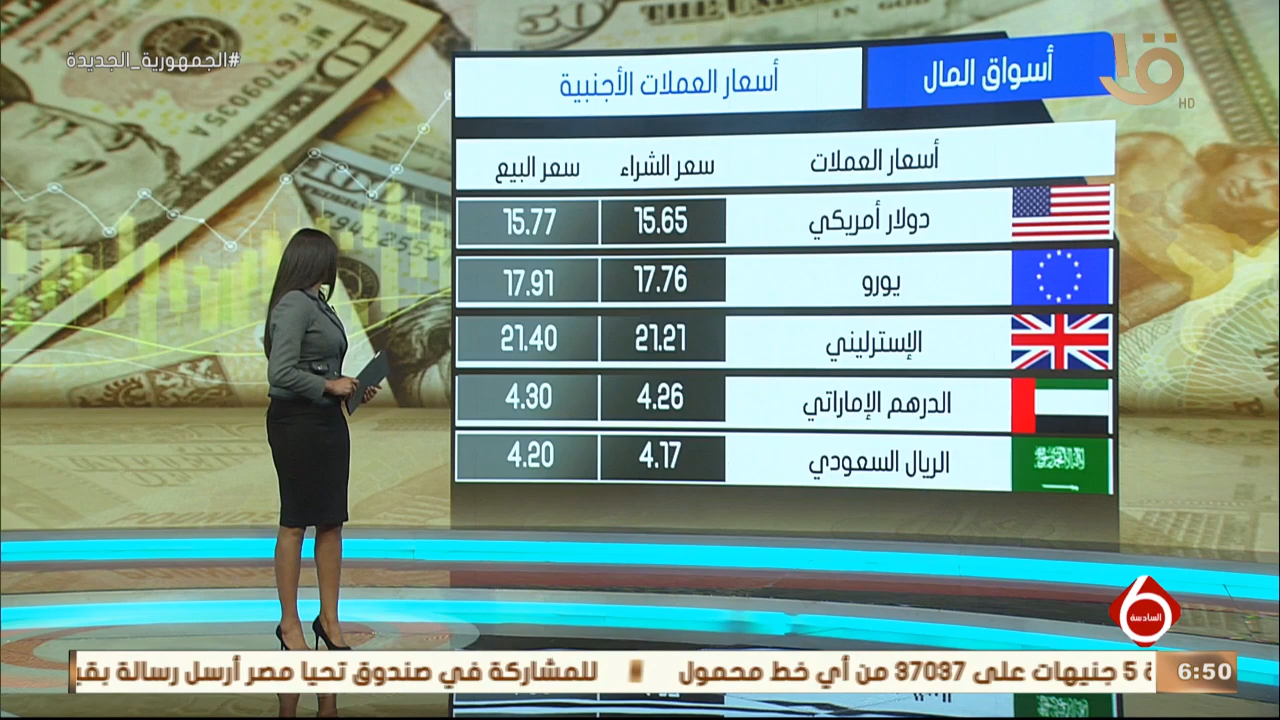 #الجمهورية_الجديدة
أسواق المال
أسعار العملات الأجنبية
HD
أسعار العملات سعر الشراء سعر البيع
دولار أمريكي 15.65 15.77
يورو 17.76 17.91
الإسترليني 21.21 21.40
الدرهم الإماراتي 4.26 4.30
الريال السعودي 4.17 4.20
6
السادسة
6:50
5 جنيهات على 37037 من أي خط محمول
للمشاركة في صندوق تحيا مصر أرسل رسالة